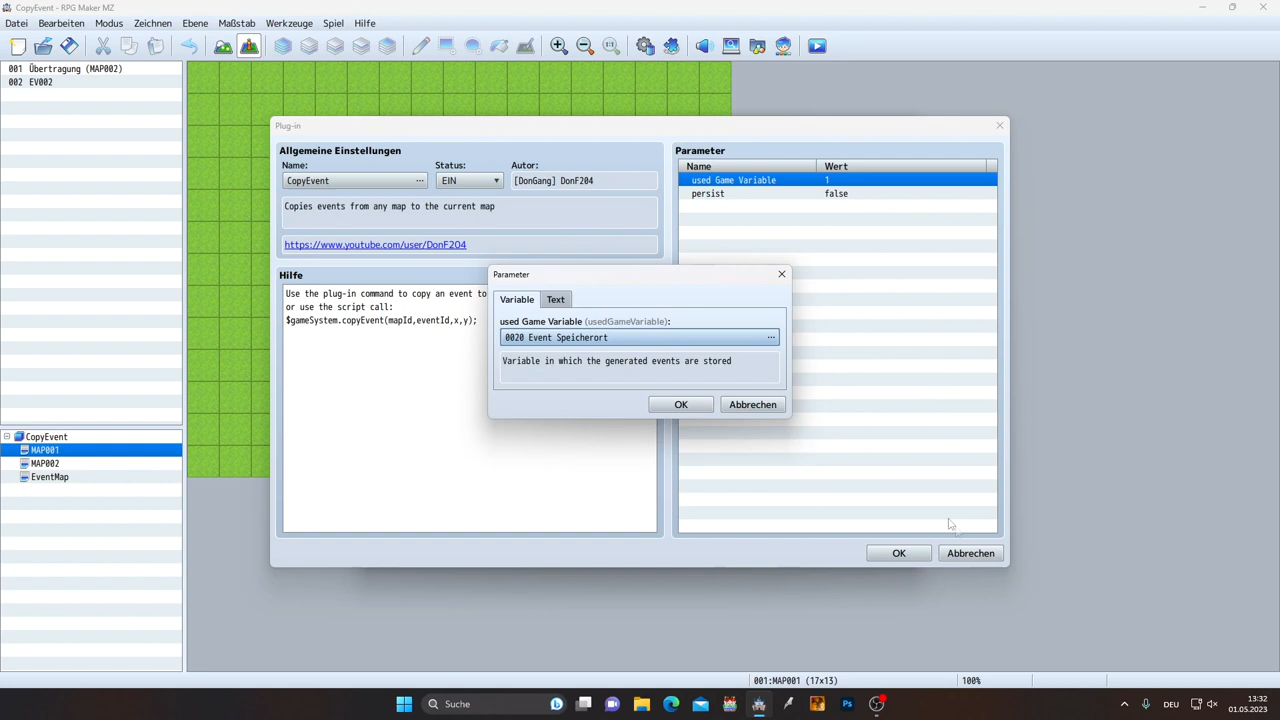 CopyEvent - RPG Maker MZ
Datei Bearbeiten Modus Zeichnen Ebene Maßstab Werkzeuge Spiel Hilfe
001 Übertragung (MAP002)
002 EV002
CopyEvent
MAP001
MAP002
EventMap
Plug-in
Allgemeine Einstellungen
Name: Status: Autor:
CopyEvent ... EIN [DonGang] DonF204
Copies events from any map to the current map
https://www.youtube.com/user/DonF204
Hilfe
Use the plug-in command to copy an event to
or use the script call:
$gameSystem.copyEvent(mapId,eventId,x,y);
Parameter
Name Wert
used Game Variable 1
persist false
Parameter
Variable Text
used Game Variable (usedGameVariable):
0020 Event Speicherort ...
Variable in which the generated events are stored
OK Abbrechen
OK Abbrechen
001:MAP001 (17×13) 100%
Suche
DEU
13:32
01.05.2023